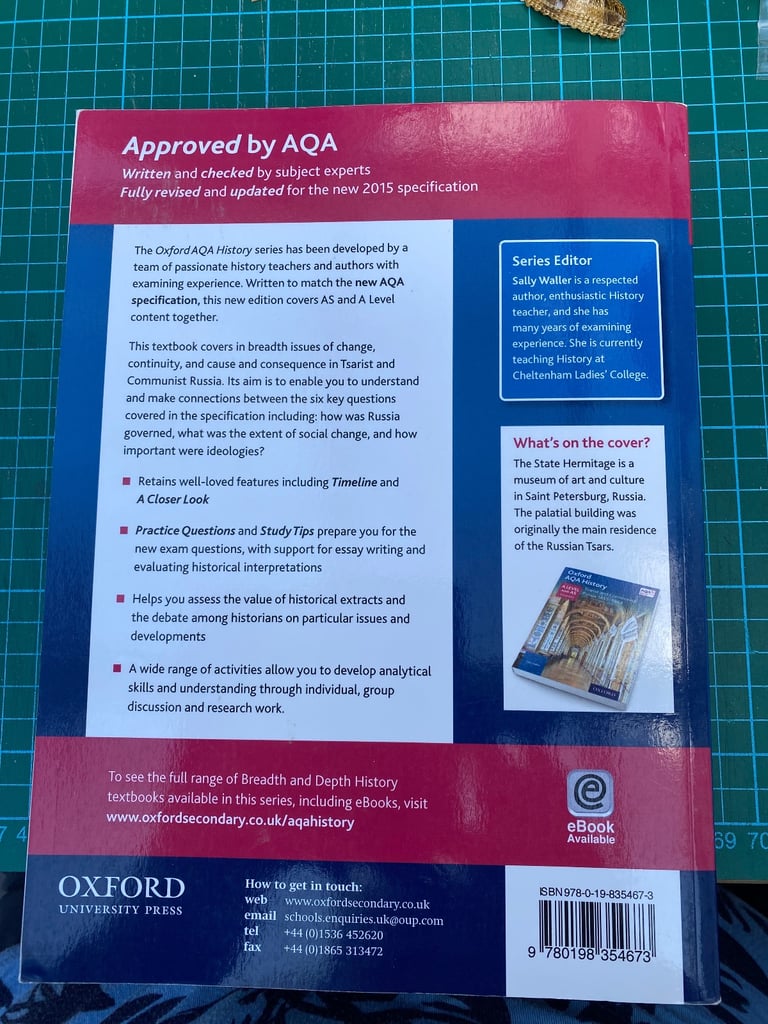 Approved by AQA
Written and checked by subject experts
Fully revised and updated for the new 2015 specification
The Oxford AQA History series has been developed by a
team of passionate history teachers and authors with
examining experience. Written to match the new AQA
specification, this new edition covers AS and A Level
content together.
This textbook covers in breadth issues of change,
continuity, and cause and consequence in Tsarist and
Communist Russia. Its aim is to enable you to understand
and make connections between the six key questions
covered in the specification including: how was Russia
governed, what was the extent of social change, and how
important were ideologies?
Retains well-loved features including Timeline and
A Closer Look
Practice Questions and Study Tips prepare you for the
new exam questions, with support for essay writing and
evaluating historical interpretations
Helps you assess the value of historical extracts and
the debate among historians on particular issues and
developments
A wide range of activities allow you to develop analytical
skills and understanding through individual, group
discussion and research work.
Series Editor
Sally Waller is a respected
author, enthusiastic History
teacher, and she has
many years of examining
experience. She is currently
teaching History at
Cheltenham Ladies' College.
What's on the cover?
The State Hermitage is a
museum of art and culture
in Saint Petersburg, Russia.
The palatial building was
originally the main residence
of the Russian Tsars.
Oxford
AQA History
A LEVEL
AND AS
OXFORD
To see the full range of Breadth and Depth History
textbooks available in this series, including eBooks, visit
www.oxfordsecondary.co.uk/aqahistory
e
eBook
Available
OXFORD
UNIVERSITY PRESS
How to get in touch:
web www.oxfordsecondary.co.uk
email schools.enquiries.uk@oup.com
tel +44 (0)1536 452620
fax +44 (0)1865 313472
ISBN 978-0-19-835467-3
9 780198 354673
69 70